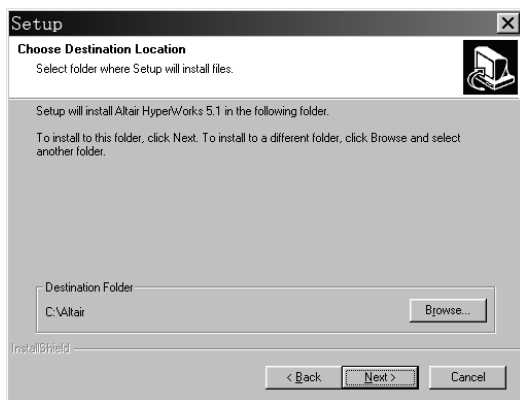 Setup
Choose Destination Location
Select folder where Setup will install files.
Setup will install Altair HyperWorks 5.1 in the following folder.
To install to this folder, click Next. To install to a different folder, click Browse and select
another folder.
Destination Folder
C:\Altair
Browse...
InstallShield
< Back
Next >
Cancel